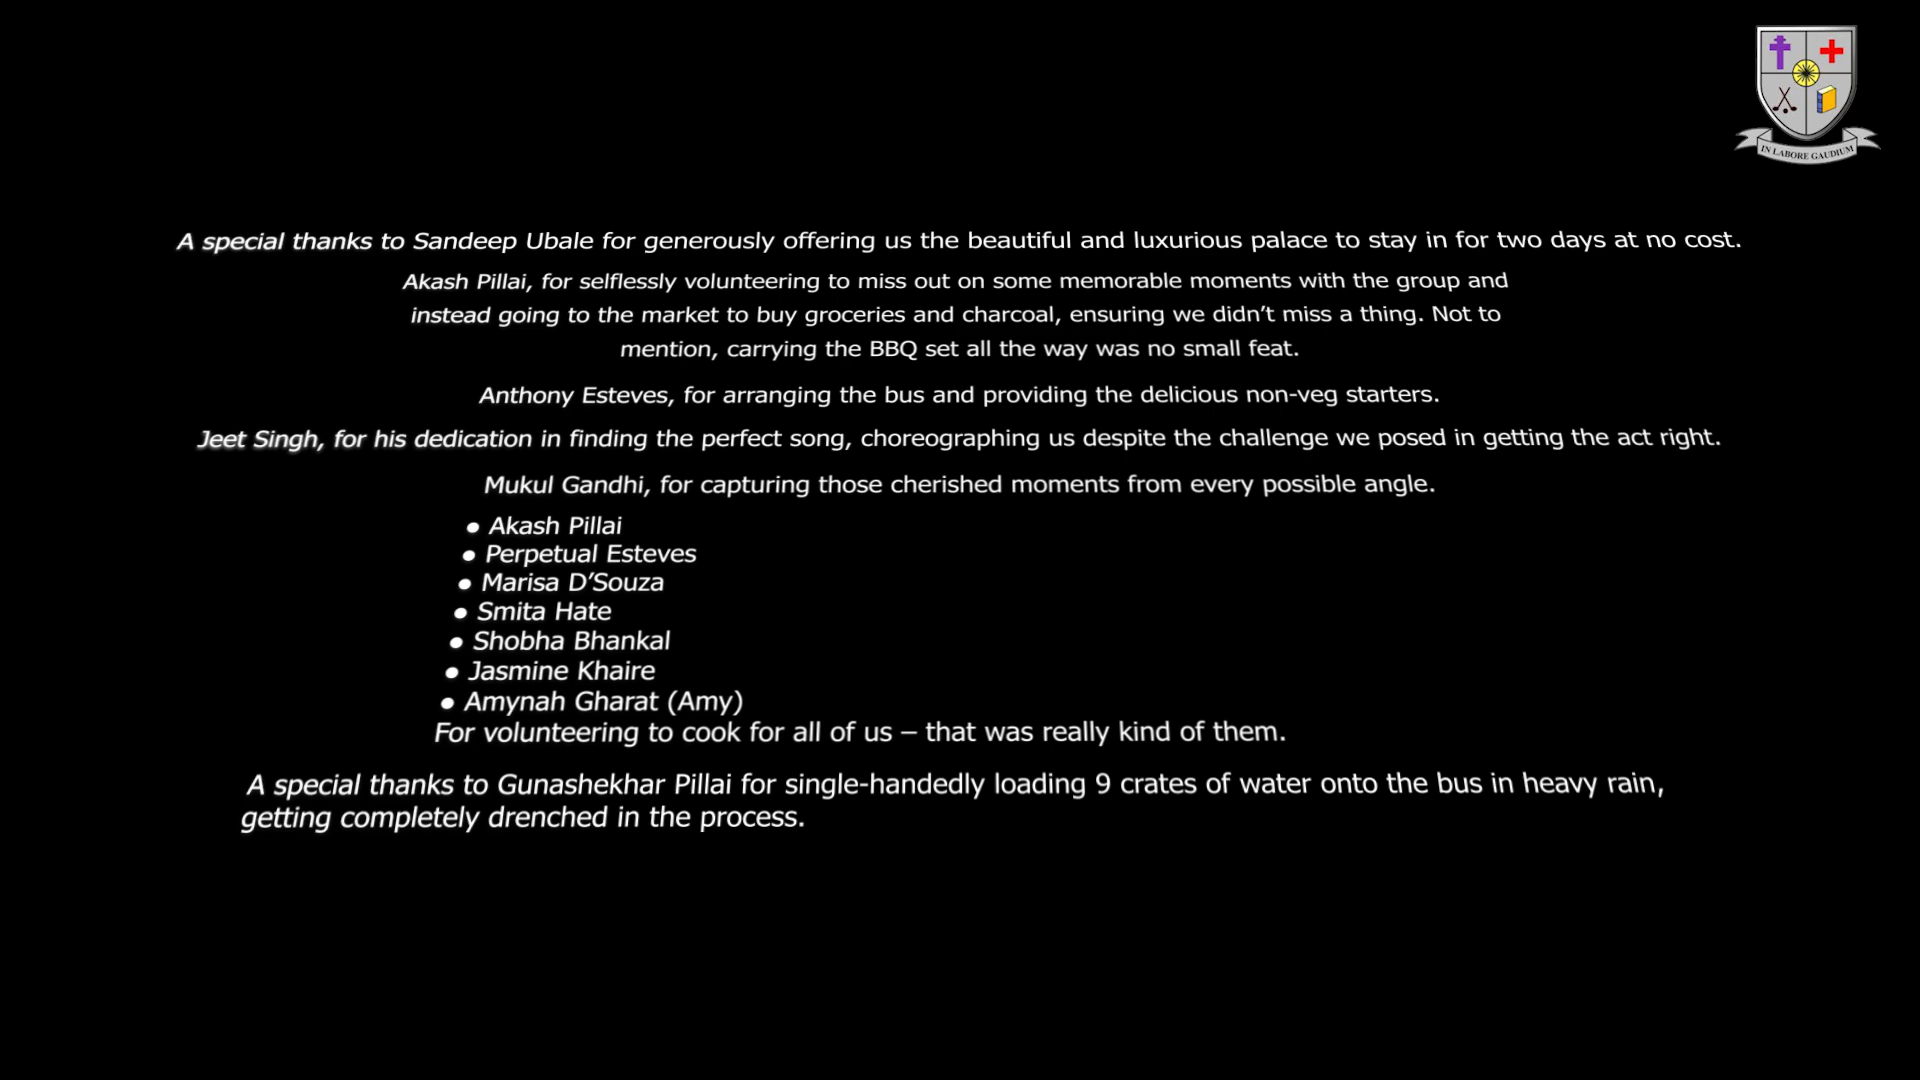 IN LABORE GAUDIUM
A special thanks to Sandeep Ubale for generously offering us the beautiful and luxurious palace to stay in for two days at no cost.
Akash Pillai, for selflessly volunteering to miss out on some memorable moments with the group and
instead going to the market to buy groceries and charcoal, ensuring we didn’t miss a thing. Not to
mention, carrying the BBQ set all the way was no small feat.
Anthony Esteves, for arranging the bus and providing the delicious non-veg starters.
Jeet Singh, for his dedication in finding the perfect song, choreographing us despite the challenge we posed in getting the act right.
Mukul Gandhi, for capturing those cherished moments from every possible angle.
● Akash Pillai
● Perpetual Esteves
● Marisa D’Souza
● Smita Hate
● Shobha Bhankal
● Jasmine Khaire
● Amynah Gharat (Amy)
For volunteering to cook for all of us – that was really kind of them.
A special thanks to Gunashekhar Pillai for single-handedly loading 9 crates of water onto the bus in heavy rain,
getting completely drenched in the process.